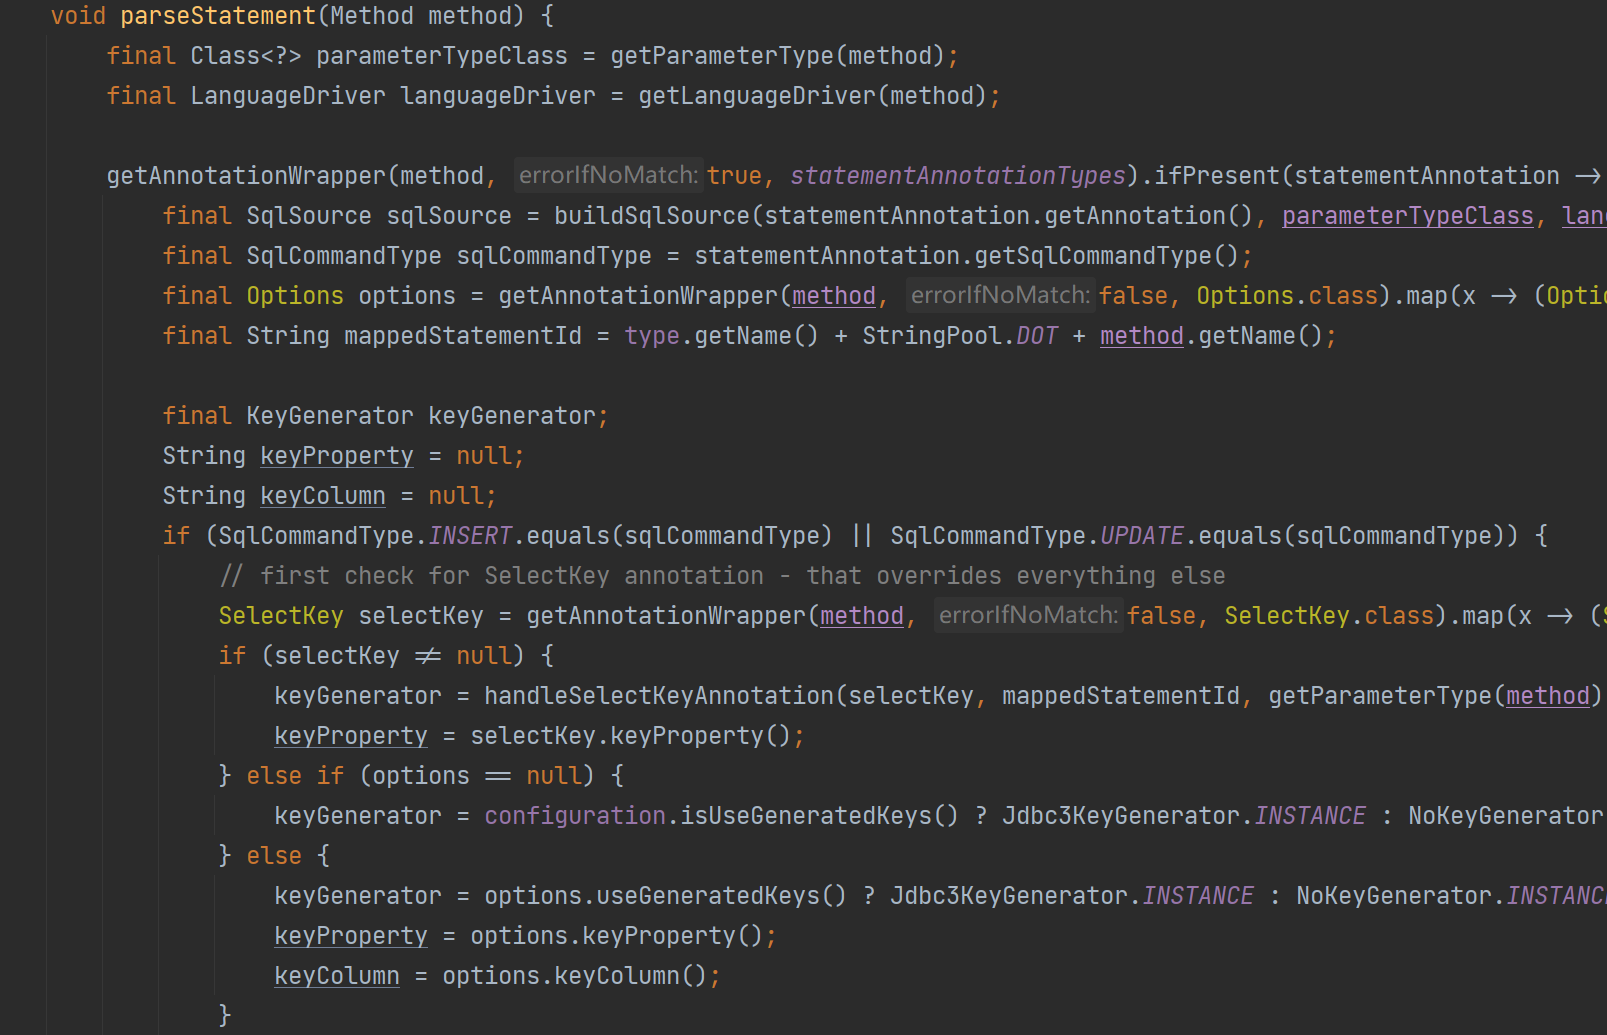 void parseStatement(Method method) {
final Class<?> parameterTypeClass = getParameterType(method);
final LanguageDriver languageDriver = getLanguageDriver(method);
getAnnotationWrapper(method, errorIfNoMatch: true, statementAnnotationTypes).ifPresent(statementAnnotation ->
final SqlSource sqlSource = buildSqlSource(statementAnnotation.getAnnotation(), parameterTypeClass, lan
final SqlCommandType sqlCommandType = statementAnnotation.getSqlCommandType();
final Options options = getAnnotationWrapper(method, errorIfNoMatch: false, Options.class).map(x -> (Optio
final String mappedStatementId = type.getName() + StringPool.DOT + method.getName();
final KeyGenerator keyGenerator;
String keyProperty = null;
String keyColumn = null;
if (SqlCommandType.INSERT.equals(sqlCommandType) || SqlCommandType.UPDATE.equals(sqlCommandType)) {
// first check for SelectKey annotation - that overrides everything else
SelectKey selectKey = getAnnotationWrapper(method, errorIfNoMatch: false, SelectKey.class).map(x -> (S
if (selectKey != null) {
keyGenerator = handleSelectKeyAnnotation(selectKey, mappedStatementId, getParameterType(method)
keyProperty = selectKey.keyProperty();
} else if (options == null) {
keyGenerator = configuration.isUseGeneratedKeys() ? Jdbc3KeyGenerator.INSTANCE : NoKeyGenerator
} else {
keyGenerator = options.useGeneratedKeys() ? Jdbc3KeyGenerator.INSTANCE : NoKeyGenerator.INSTANC
keyProperty = options.keyProperty();
keyColumn = options.keyColumn();
}